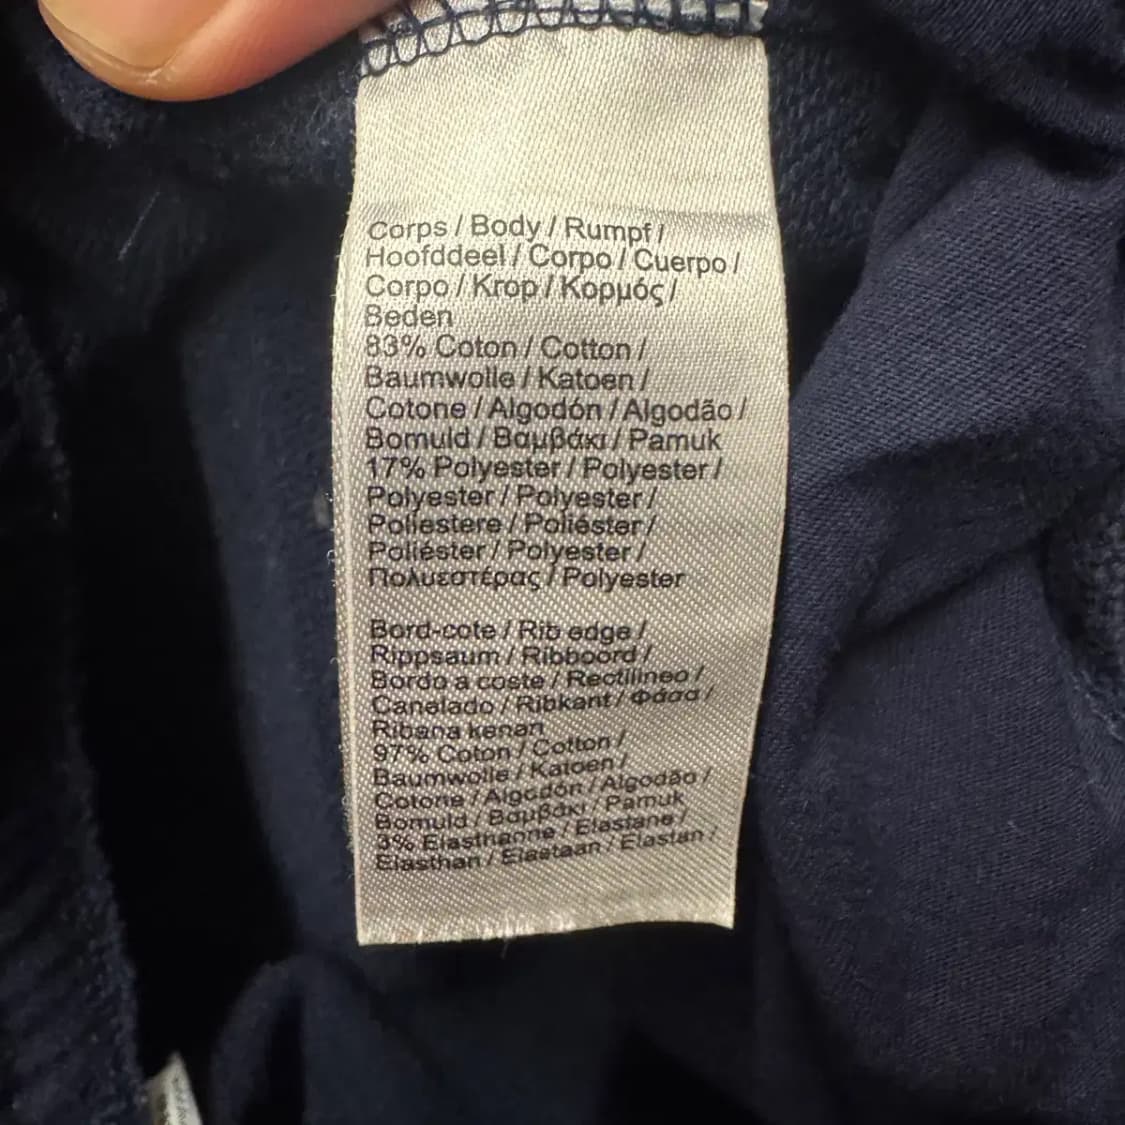 Corps / Body / Rumpf /
Hoofddeel / Corpo / Cuerpo /
Corpo / Krop / Κορμός /
Beden
83% Coton / Cotton /
Baumwolle / Katoen /
Cotone / Algodón / Algodão /
Bomuld / Βαμβάκι / Pamuk
17% Polyester / Polyester /
Polyester / Polyester /
Poliestere / Poliéster /
Poliéster / Polyester /
Πολυεστέρας / Polyester
Bord-cote / Rib edge /
Rippsaum / Ribboord /
Bordo a coste / Rectilineo /
Canelado / Ribkant / Φάσα /
Ribana kenarı
97% Coton / Cotton /
Baumwolle / Katoen /
Cotone / Algodón / Algodão /
Bomuld / Βαμβάκι / Pamuk
3% Elasthanne / Elastane /
Elasthan / Elastaan / Elastan /